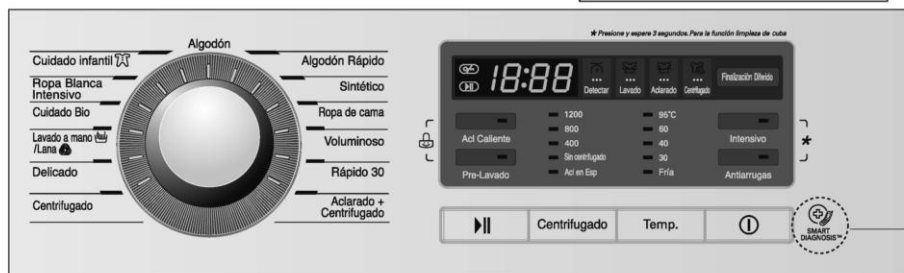 * Presione y espere 3 segundos. Para la función limpieza de cuba
Algodón
Cuidado infantil
Ropa Blanca
Intensivo
Cuidado Bio
Lavado a mano
/Lana
Delicado
Centrifugado
Algodón Rápido
Sintético
Ropa de cama
Voluminoso
Rápido 30
Aclarado +
Centrifugado
18:88
Detectar
Lavado
Aclarado
Centrifugado
Finalización Diferido
Acl Caliente
Pre-Lavado
1200
800
400
Sin centrifugado
Acl en Esp
95°C
60
40
30
Fría
Intensivo
Antiarrugas
*
Centrifugado
Temp.
SMART
DIAGNOSIS™